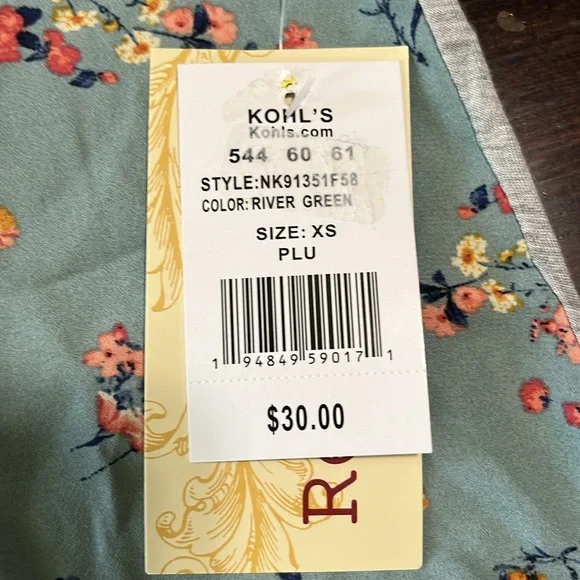 KOHL'S
Kohls.com
544 60 61
STYLE:NK91351F58
COLOR:RIVER GREEN
SIZE: XS
PLU
1 94849 59017 1
$30.00